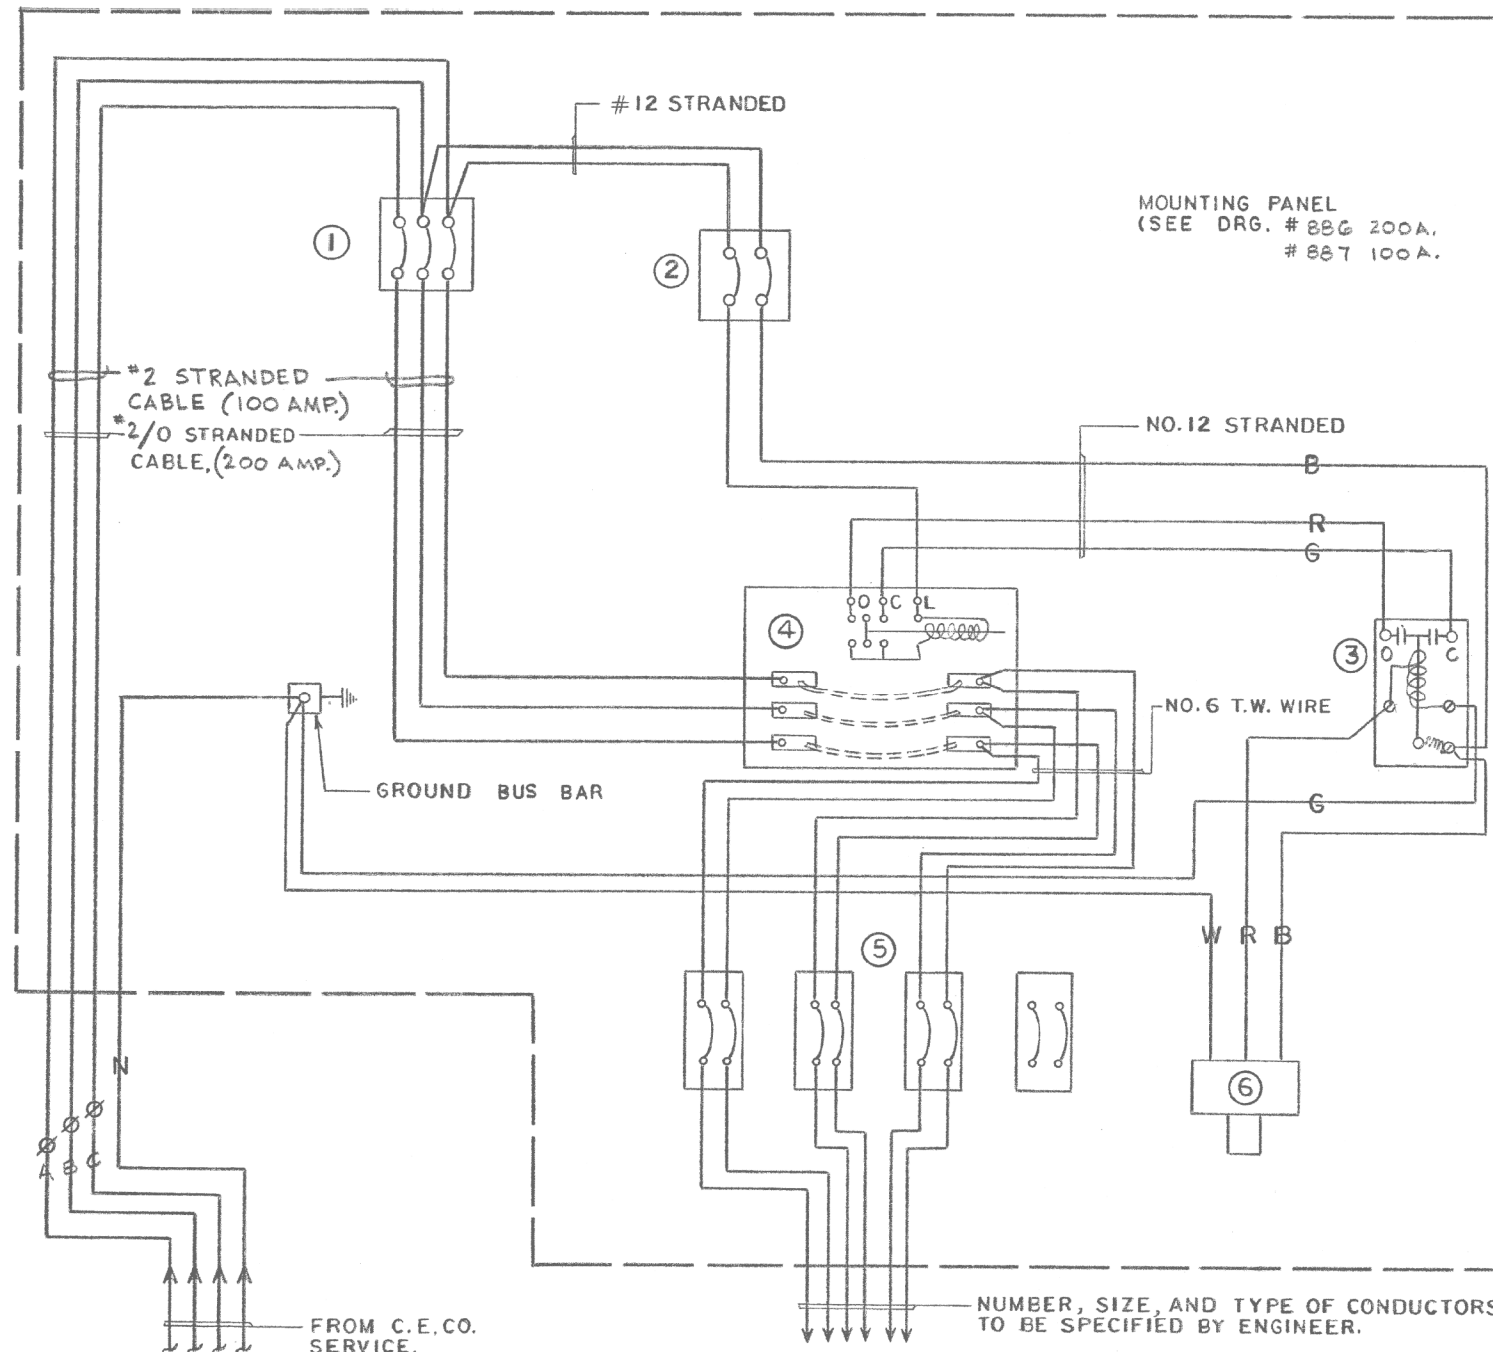 #12 STRANDED
MOUNTING PANEL
(SEE DRG. #886 200A.
#887 100A.
1
2
#2 STRANDED
CABLE (100 AMP.)
#2/0 STRANDED
CABLE, (200 AMP.)
NO. 12 STRANDED
B
R
G
O C L
4
3
O C
NO. 6 T.W. WIRE
GROUND BUS BAR
G
W R B
5
N
6
A B C
NUMBER, SIZE, AND TYPE OF CONDUCTORS
TO BE SPECIFIED BY ENGINEER.
FROM C.E.CO.
SERVICE.